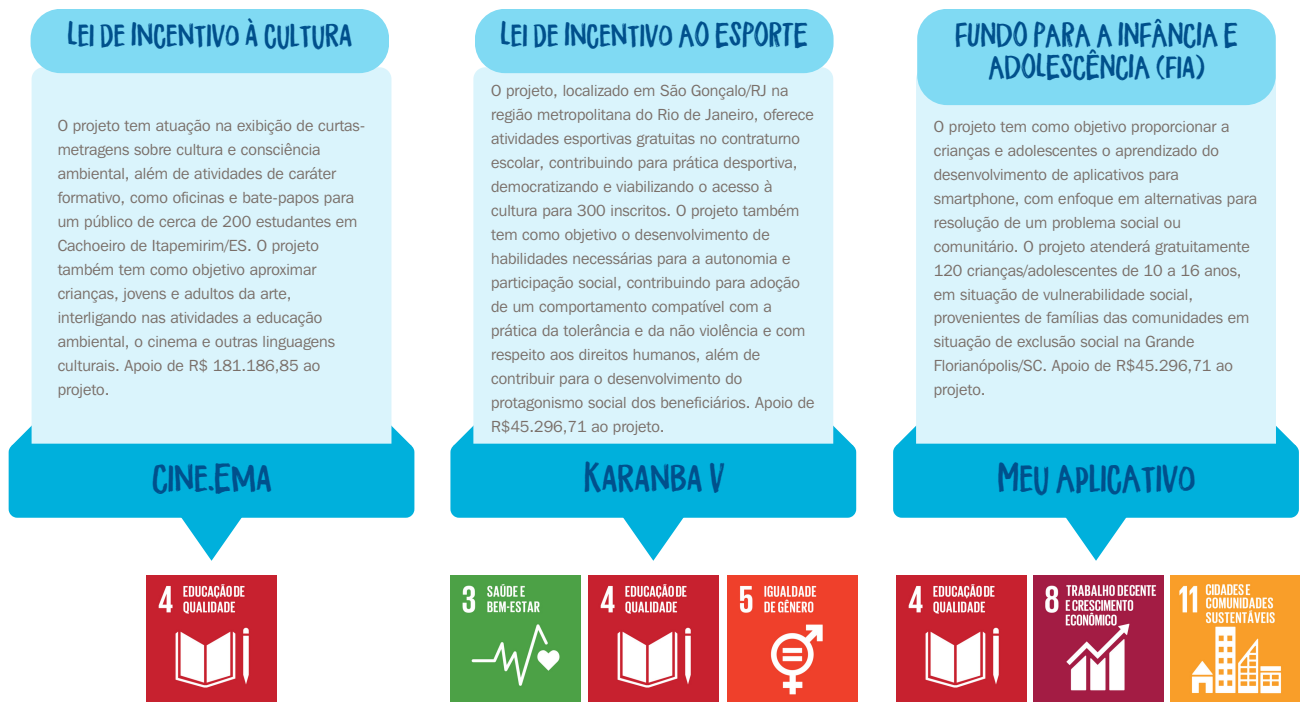 LEI DE INCENTIVO À CULTURA
O projeto tem atuação na exibição de curtas-
metragens sobre cultura e consciência
ambiental, além de atividades de caráter
formativo, como oficinas e bate-papos para
um público de cerca de 200 estudantes em
Cachoeiro de Itapemirim/ES. O projeto
também tem como objetivo aproximar
crianças, jovens e adultos da arte,
interligando nas atividades a educação
ambiental, o cinema e outras linguagens
culturais. Apoio de R$ 181.186,85 ao
projeto.
CINE.EMA
4 EDUCAÇÃO DE
QUALIDADE
LEI DE INCENTIVO AO ESPORTE
O projeto, localizado em São Gonçalo/RJ na
região metropolitana do Rio de Janeiro, oferece
atividades esportivas gratuitas no contraturno
escolar, contribuindo para prática desportiva,
democratizando e viabilizando o acesso à
cultura para 300 inscritos. O projeto também
tem como objetivo o desenvolvimento de
habilidades necessárias para a autonomia e
participação social, contribuindo para adoção
de um comportamento compatível com a
prática da tolerância e da não violência e com
respeito aos direitos humanos, além de
contribuir para o desenvolvimento do
protagonismo social dos beneficiários. Apoio de
R$45.296,71 ao projeto.
KARANBA V
3 SAÚDE E
BEM-ESTAR
4 EDUCAÇÃO DE
QUALIDADE
5 IGUALDADE
DE GÊNERO
FUNDO PARA A INFÂNCIA E
ADOLESCÊNCIA (FIA)
O projeto tem como objetivo proporcionar a
crianças e adolescentes o aprendizado do
desenvolvimento de aplicativos para
smartphone, com enfoque em alternativas para
resolução de um problema social ou
comunitário. O projeto atenderá gratuitamente
120 crianças/adolescentes de 10 a 16 anos,
em situação de vulnerabilidade social,
provenientes de famílias das comunidades em
situação de exclusão social na Grande
Florianópolis/SC. Apoio de R$45.296,71 ao
projeto.
MEU APLICATIVO
4 EDUCAÇÃO DE
QUALIDADE
8 TRABALHO DECENTE
E CRESCIMENTO
ECONÔMICO
11 CIDADES E
COMUNIDADES
SUSTENTÁVEIS